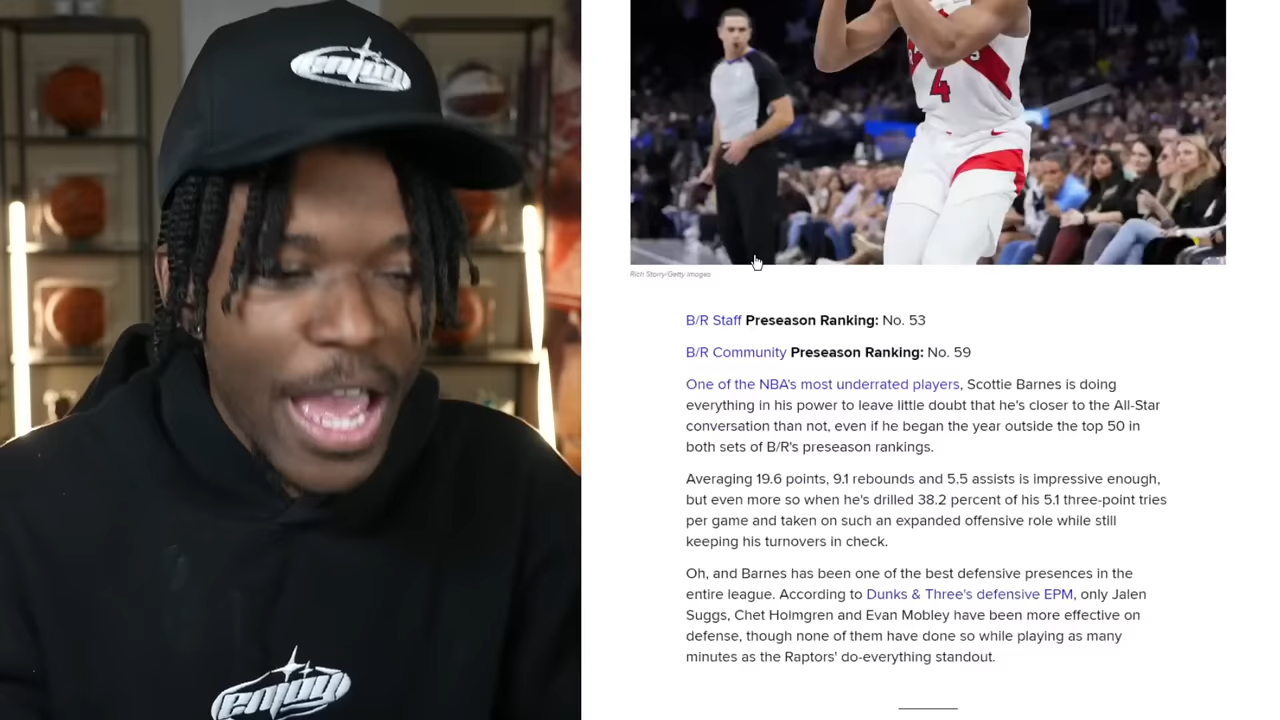 enjoy
enjoy
4
Rich Storry/Getty Images
B/R Staff Preseason Ranking: No. 53
B/R Community Preseason Ranking: No. 59
One of the NBA's most underrated players, Scottie Barnes is doing
everything in his power to leave little doubt that he's closer to the All-Star
conversation than not, even if he began the year outside the top 50 in
both sets of B/R's preseason rankings.
Averaging 19.6 points, 9.1 rebounds and 5.5 assists is impressive enough,
but even more so when he's drilled 38.2 percent of his 5.1 three-point tries
per game and taken on such an expanded offensive role while still
keeping his turnovers in check.
Oh, and Barnes has been one of the best defensive presences in the
entire league. According to Dunks & Three's defensive EPM, only Jalen
Suggs, Chet Holmgren and Evan Mobley have been more effective on
defense, though none of them have done so while playing as many
minutes as the Raptors' do-everything standout.